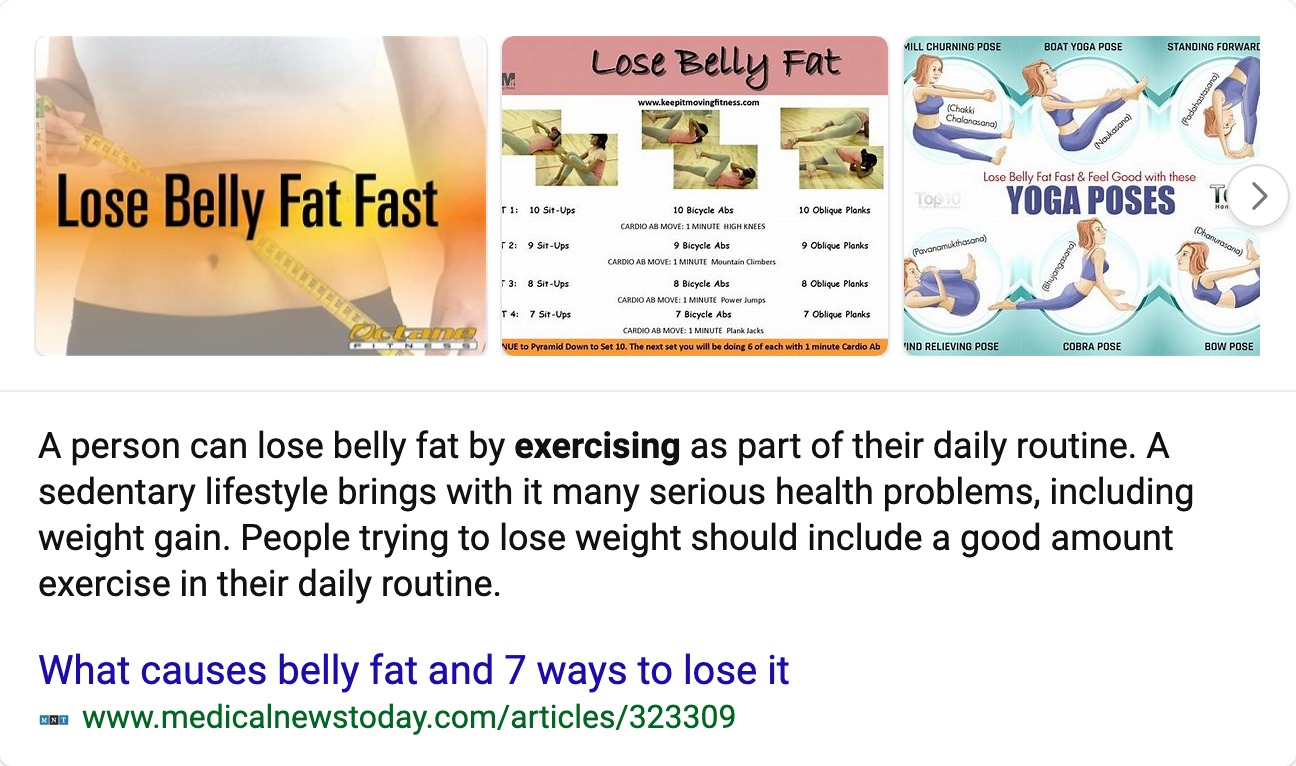 Lose Belly Fat Fast
Octane
FITNESS
Lose Belly Fat
M
www.keepitmovingfitness.com
T 1: 10 Sit-Ups 10 Bicycle Abs 10 Oblique Planks
CARDIO AB MOVE: 1 MINUTE HIGH KNEES
T 2: 9 Sit-Ups 9 Bicycle Abs 9 Oblique Planks
CARDIO AB MOVE: 1 MINUTE Mountain Climbers
T 3: 8 Sit-Ups 8 Bicycle Abs 8 Oblique Planks
CARDIO AB MOVE: 1 MINUTE Power Jumps
T 4: 7 Sit-Ups 7 Bicycle Abs 7 Oblique Planks
CARDIO AB MOVE: 1 MINUTE Plank Jacks
NUE to Pyramid Down to Set 10. The next set you will be doing 6 of each with 1 minute Cardio Ab
MILL CHURNING POSE BOAT YOGA POSE STANDING FORWARD
(Chakki
Chalanasana)
(Naukasana)
(Padahastasana)
Lose Belly Fat Fast & Feel Good with these
Top10
YOGA POSES
(Pavanamukthasana)
(Bhujangasana)
(Dhanurasana)
IND RELIEVING POSE COBRA POSE BOW POSE
A person can lose belly fat by exercising as part of their daily routine. A
sedentary lifestyle brings with it many serious health problems, including
weight gain. People trying to lose weight should include a good amount
exercise in their daily routine.
What causes belly fat and 7 ways to lose it
MNT www.medicalnewstoday.com/articles/323309